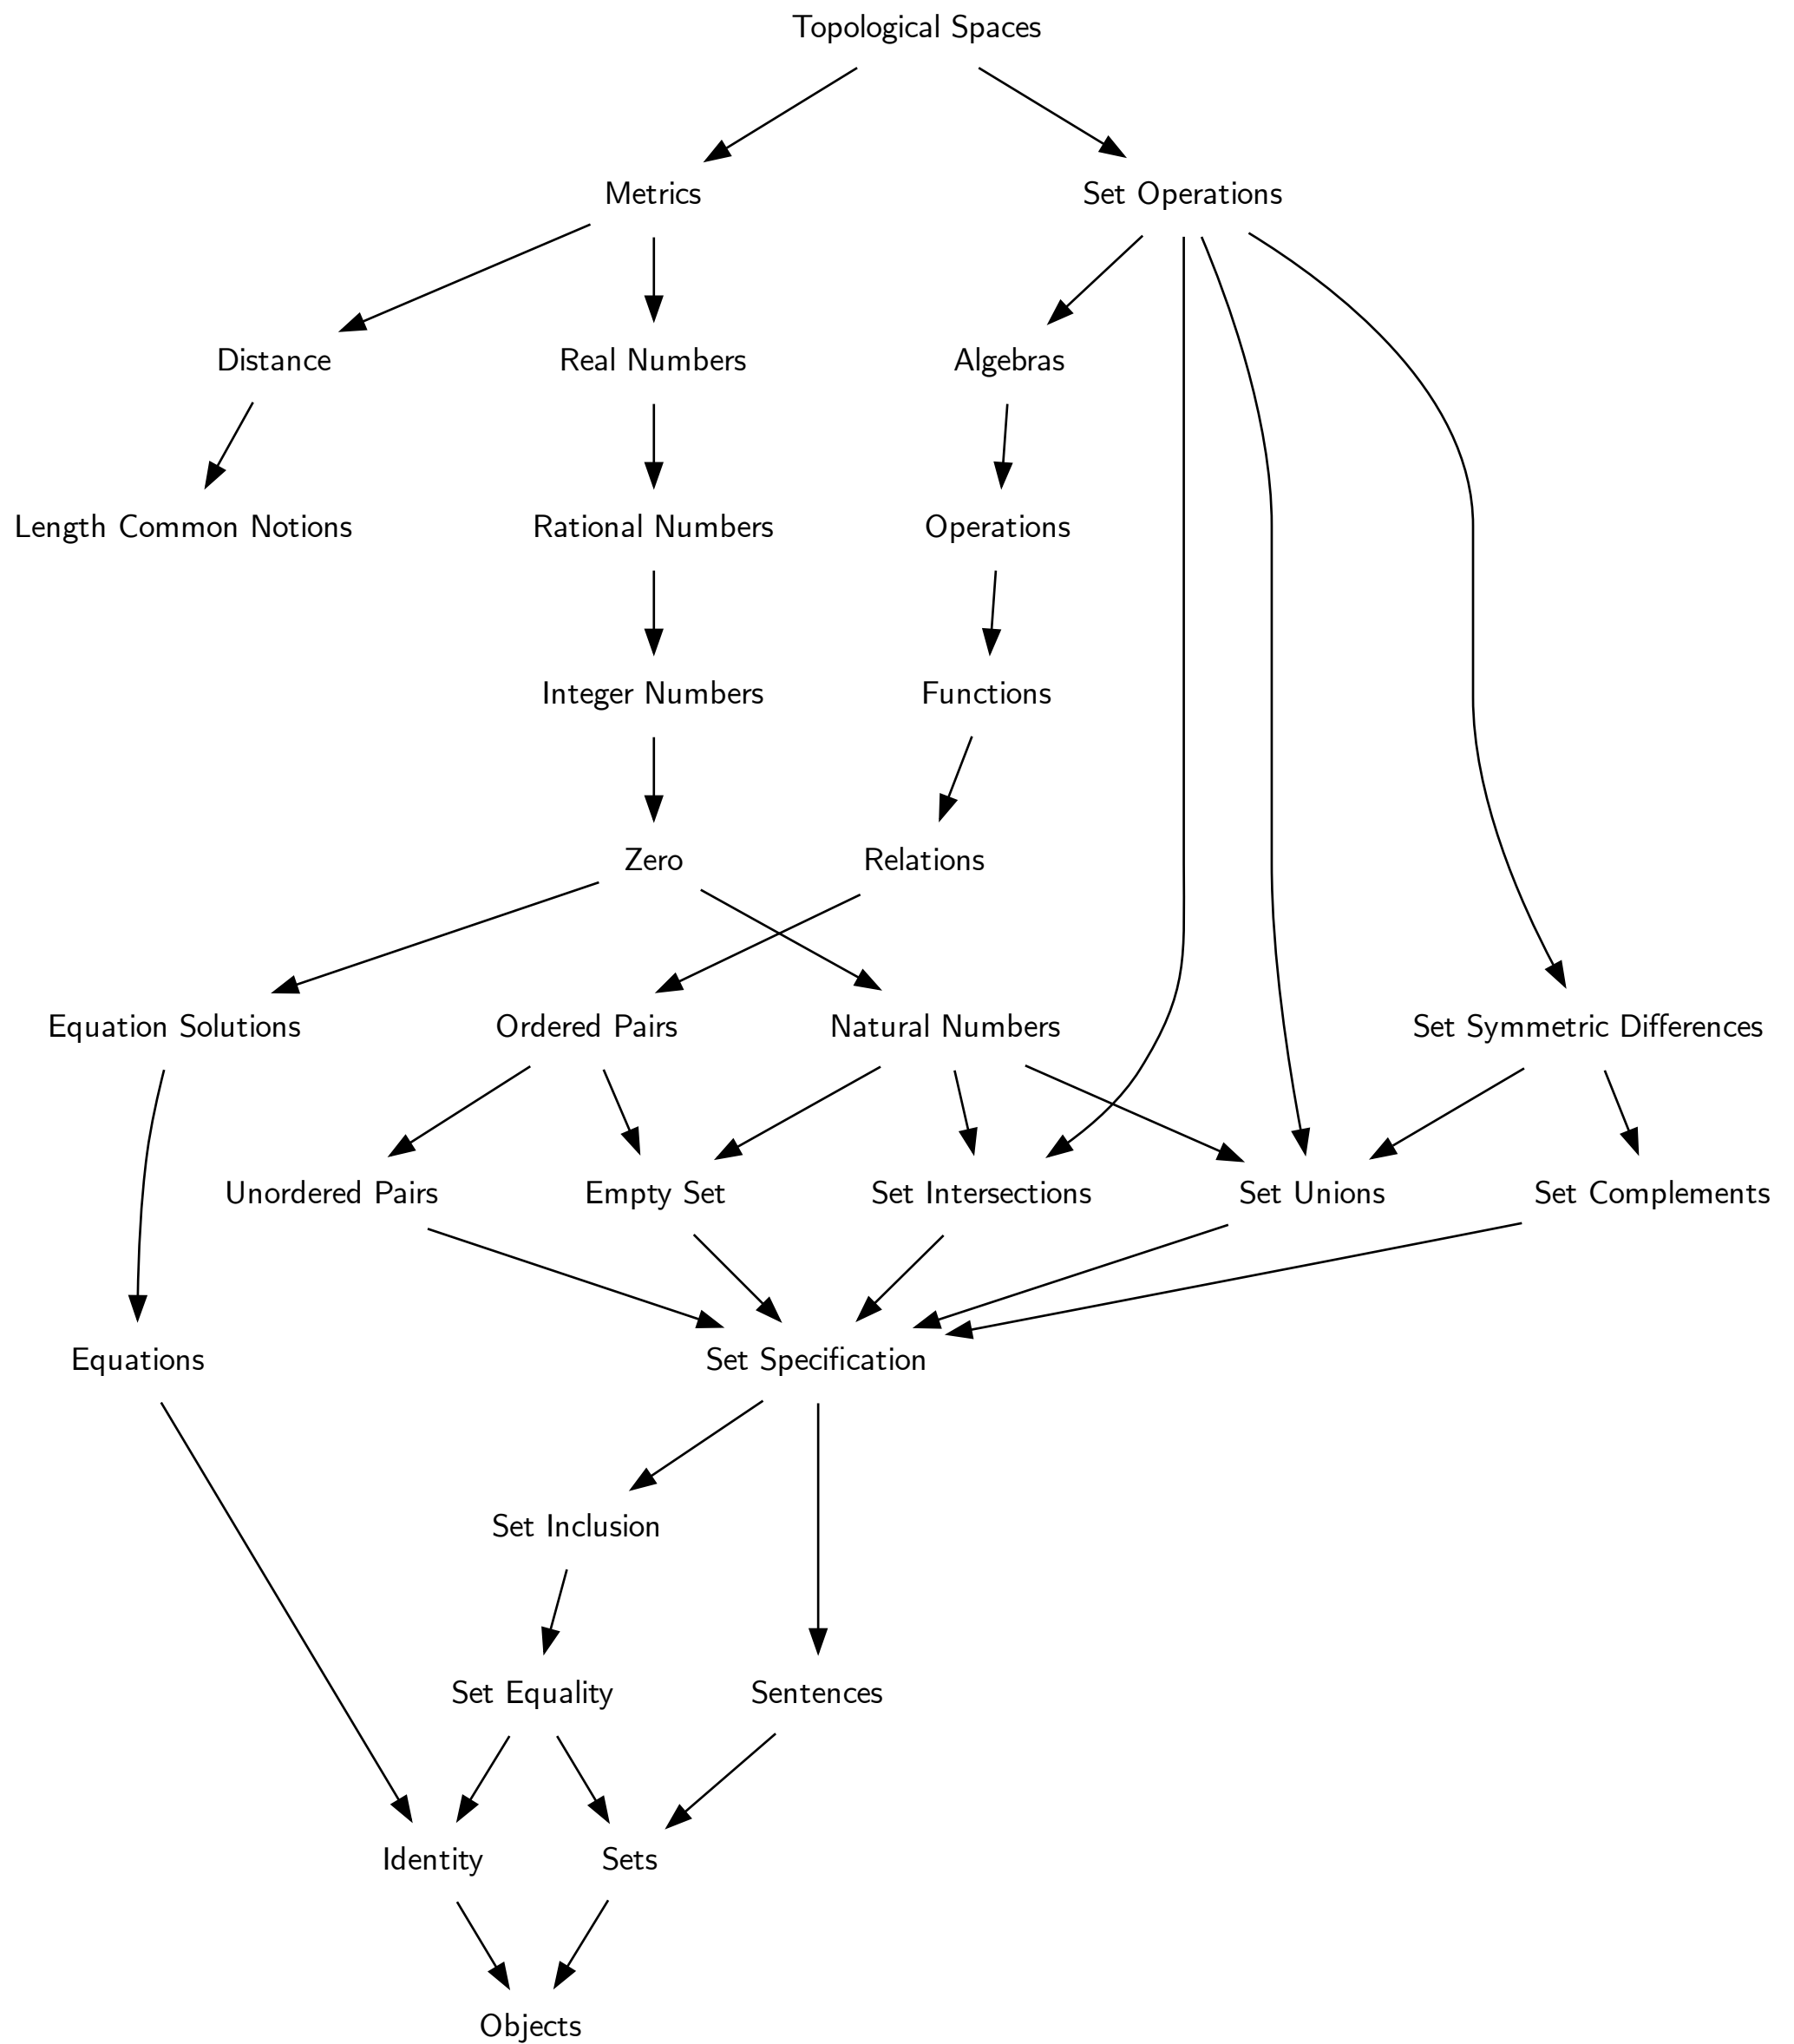 Topological Spaces
Metrics
Set Operations
Distance
Real Numbers
Algebras
Length Common Notions
Rational Numbers
Operations
Integer Numbers
Functions
Zero
Relations
Equation Solutions
Ordered Pairs
Natural Numbers
Set Symmetric Differences
Unordered Pairs
Empty Set
Set Intersections
Set Unions
Set Complements
Equations
Set Specification
Set Inclusion
Set Equality
Sentences
Identity
Sets
Objects